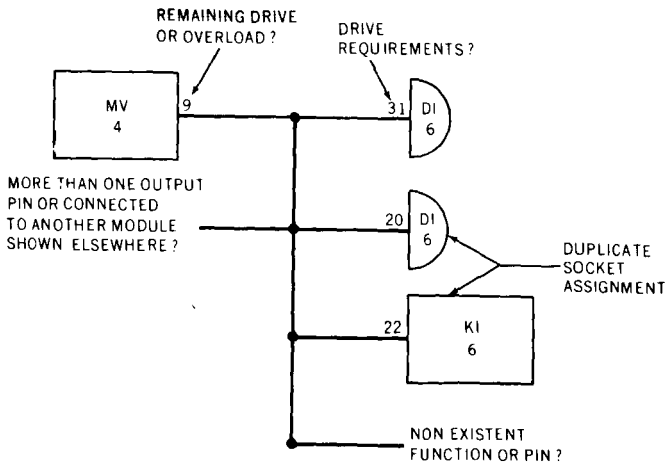 REMAINING DRIVE
OR OVERLOAD?
DRIVE
REQUIREMENTS?
MV
4
9
31
DI
6
MORE THAN ONE OUTPUT
PIN OR CONNECTED
TO ANOTHER MODULE
SHOWN ELSEWHERE?
20
DI
6
DUPLICATE
SOCKET
ASSIGNMENT
22
KI
6
NON EXISTENT
FUNCTION OR PIN?